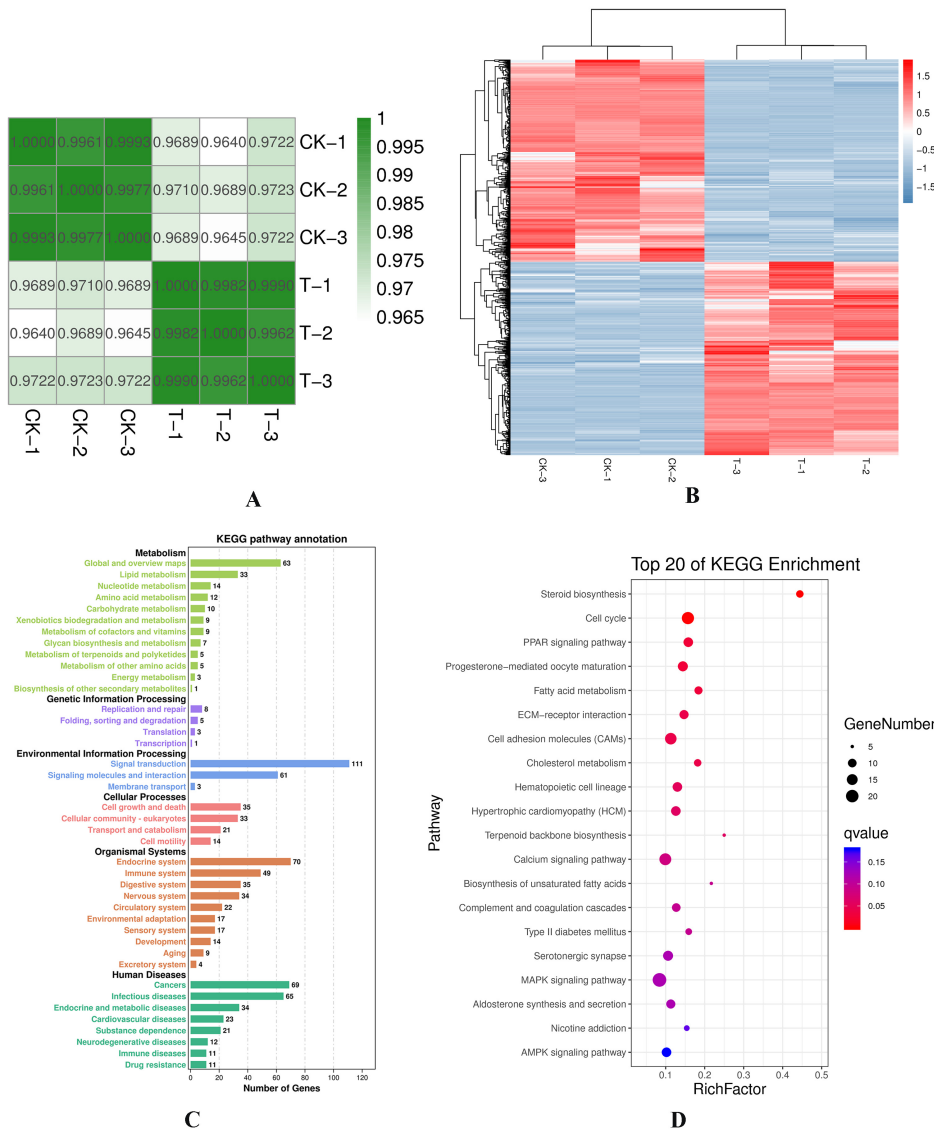 1.0000 0.9961 0.9993 0.9689 0.9640 0.9722 CK-1
0.9961 1.0000 0.9977 0.9710 0.9689 0.9723 CK-2
0.9993 0.9977 1.0000 0.9689 0.9645 0.9722 CK-3
0.9689 0.9710 0.9689 1.0000 0.9982 0.9990 T-1
0.9640 0.9689 0.9645 0.9982 1.0000 0.9962 T-2
0.9722 0.9723 0.9722 0.9990 0.9962 1.0000 T-3
CK-1 CK-2 CK-3 T-1 T-2 T-3
1
0.995
0.99
0.985
0.98
0.975
0.97
0.965
A
1.5
1
0.5
0
-0.5
-1
-1.5
CK-3 CK-1 CK-2 T-3 T-1 T-2
B
KEGG pathway annotation
Metabolism
Global and overview maps 63
Lipid metabolism 33
Nucleotide metabolism 14
Amino acid metabolism 12
Carbohydrate metabolism 10
Xenobiotics biodegradation and metabolism 9
Metabolism of cofactors and vitamins 9
Glycan biosynthesis and metabolism 7
Metabolism of terpenoids and polyketides 5
Metabolism of other amino acids 5
Energy metabolism 3
Biosynthesis of other secondary metabolites 1
Genetic Information Processing
Replication and repair 8
Folding, sorting and degradation 5
Translation 3
Transcription 1
Environmental Information Processing
Signal transduction 111
Signaling molecules and interaction 61
Membrane transport 3
Cellular Processes
Cell growth and death 35
Cellular community - eukaryotes 33
Transport and catabolism 21
Cell motility 14
Organismal Systems
Endocrine system 70
Immune system 49
Digestive system 35
Nervous system 34
Circulatory system 22
Environmental adaptation 17
Sensory system 17
Development 14
Aging 9
Excretory system 4
Human Diseases
Cancers 69
Infectious diseases 65
Endocrine and metabolic diseases 34
Cardiovascular diseases 23
Substance dependence 21
Neurodegenerative diseases 12
Immune diseases 11
Drug resistance 11
0 20 40 60 80 100 120
Number of Genes
C
Top 20 of KEGG Enrichment
Pathway
Steroid biosynthesis
Cell cycle
PPAR signaling pathway
Progesterone-mediated oocyte maturation
Fatty acid metabolism
ECM-receptor interaction
Cell adhesion molecules (CAMs)
Cholesterol metabolism
Hematopoietic cell lineage
Hypertrophic cardiomyopathy (HCM)
Terpenoid backbone biosynthesis
Calcium signaling pathway
Biosynthesis of unsaturated fatty acids
Complement and coagulation cascades
Type II diabetes mellitus
Serotonergic synapse
MAPK signaling pathway
Aldosterone synthesis and secretion
Nicotine addiction
AMPK signaling pathway
0.1 0.2 0.3 0.4 0.5
RichFactor
GeneNumber
5
10
15
20
qvalue
0.15
0.10
0.05
D